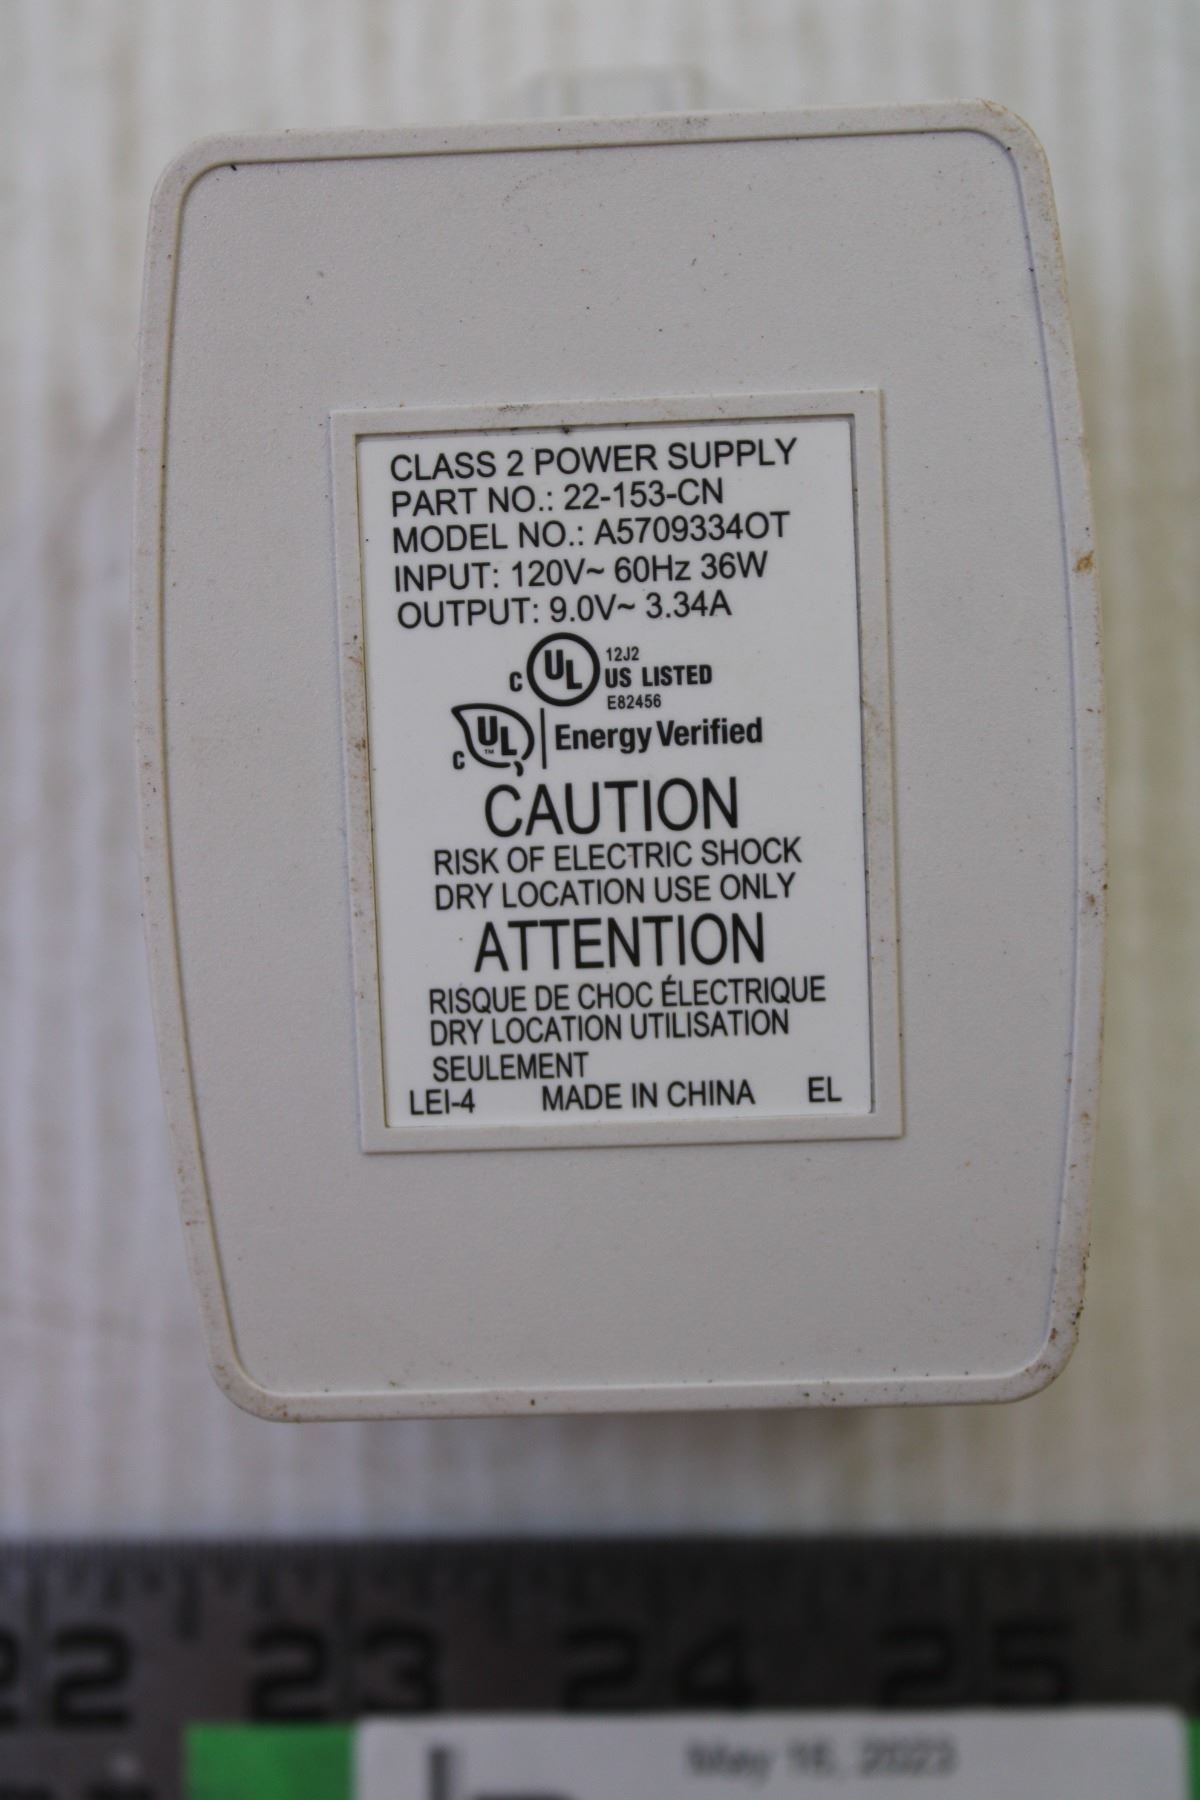 CLASS 2 POWER SUPPLY
PART NO.: 22-153-CN
MODEL NO.: A5709334OT
INPUT: 120V~ 60Hz 36W
OUTPUT: 9.0V~ 3.34A
c UL US LISTED
12J2
E82456
c UL ™ Energy Verified
CAUTION
RISK OF ELECTRIC SHOCK
DRY LOCATION USE ONLY
ATTENTION
RISQUE DE CHOC ÉLECTRIQUE
DRY LOCATION UTILISATION
SEULEMENT
LEI-4 MADE IN CHINA EL
22 23 24 25
May 16, 2023